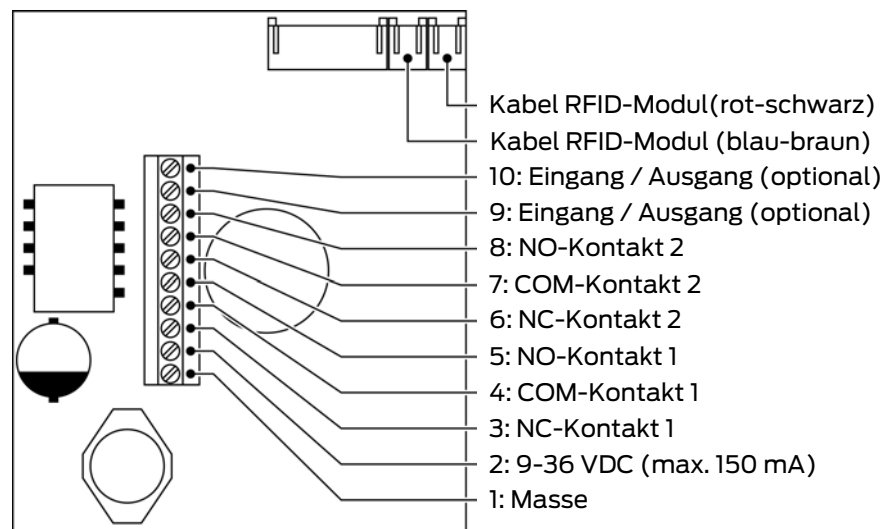 Kabel RFID-Modul(rot-schwarz)
Kabel RFID-Modul (blau-braun)
10: Eingang / Ausgang (optional)
9: Eingang / Ausgang (optional)
8: NO-Kontakt 2
7: COM-Kontakt 2
6: NC-Kontakt 2
5: NO-Kontakt 1
4: COM-Kontakt 1
3: NC-Kontakt 1
2: 9-36 VDC (max. 150 mA)
1: Masse